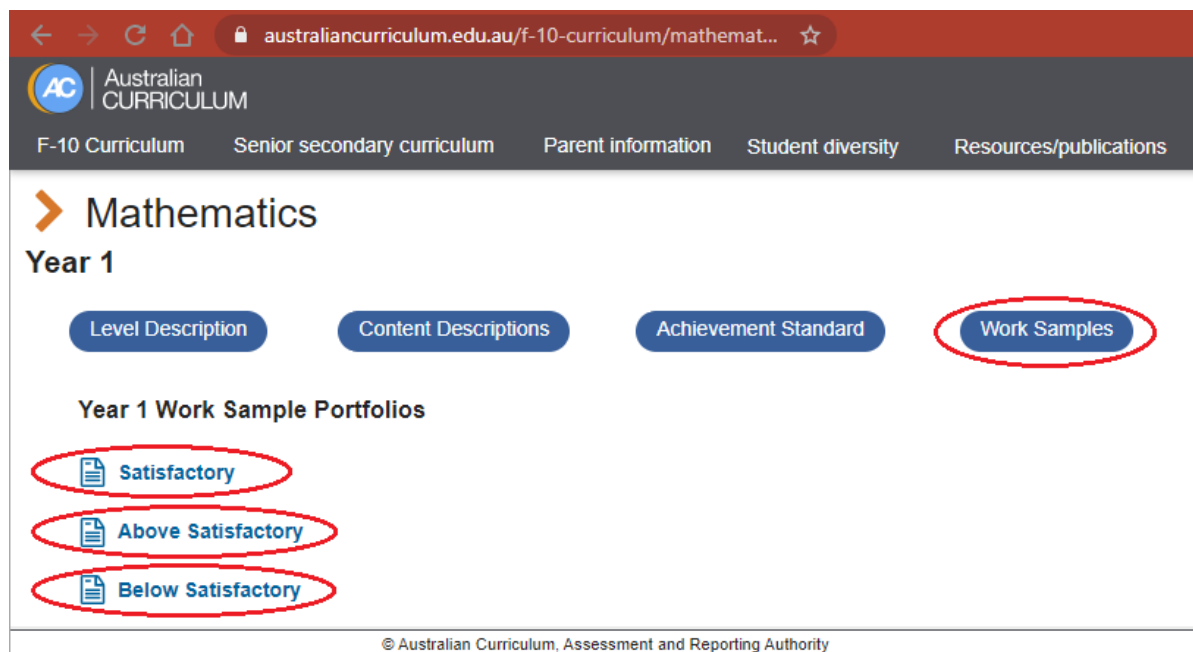 australiancurriculum.edu.au/f-10-curriculum/mathemat...
AC
Australian
CURRICULUM
F-10 Curriculum Senior secondary curriculum Parent information Student diversity Resources/publications
Mathematics
Year 1
Level Description Content Descriptions Achievement Standard Work Samples
Year 1 Work Sample Portfolios
Satisfactory
Above Satisfactory
Below Satisfactory
© Australian Curriculum, Assessment and Reporting Authority